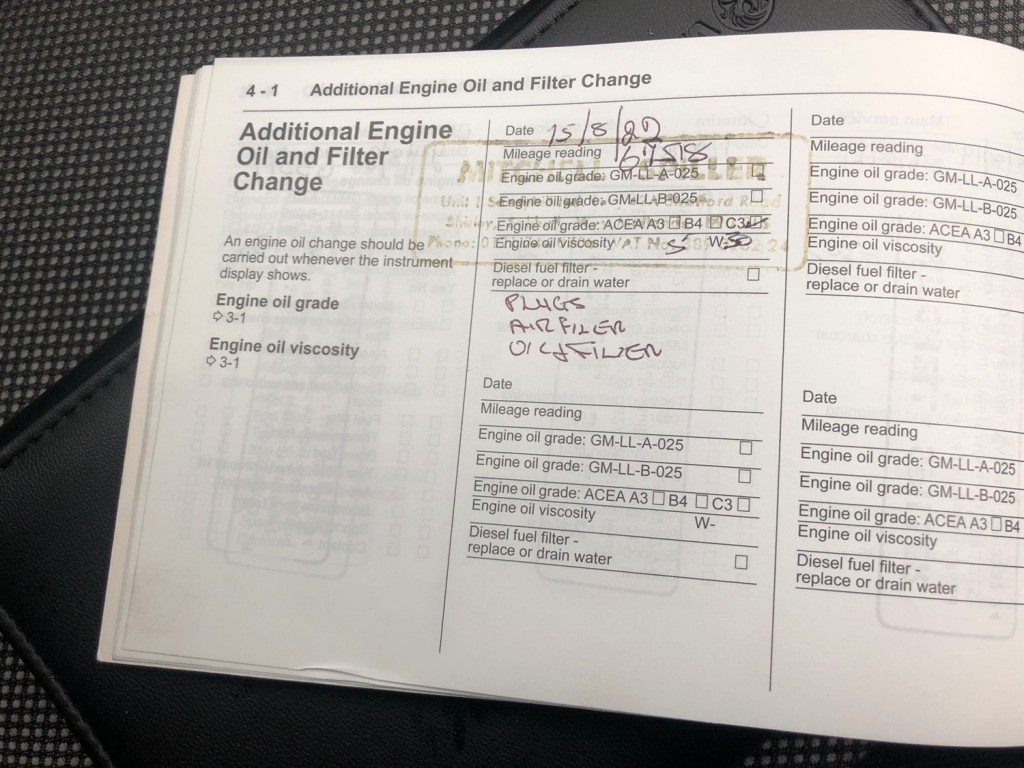 4 - 1 Additional Engine Oil and Filter Change
Additional Engine
Oil and Filter
Change
An engine oil change should be
carried out whenever the instrument
display shows.
Engine oil grade
⇨ 3-1
Engine oil viscosity
⇨ 3-1
Date 15/8/20
Mileage reading
Engine oil grade: GM-LL-A-025
Engine oil grade: GM-LL-B-025
Engine oil grade: ACEA A3 B4 C3
Engine oil viscosity 5 W-30
Diesel fuel filter -
replace or drain water
PLUGS
AIR FILTER
OIL & FILTER
Date
Mileage reading
Engine oil grade: GM-LL-A-025
Engine oil grade: GM-LL-B-025
Engine oil grade: ACEA A3 B4 C3
Engine oil viscosity W-
Diesel fuel filter -
replace or drain water
Date
Mileage reading
Engine oil grade: GM-LL-A-025
Engine oil grade: GM-LL-B-025
Engine oil grade: ACEA A3 B4
Engine oil viscosity
Diesel fuel filter -
replace or drain water
Date
Mileage reading
Engine oil grade: GM-LL-A-025
Engine oil grade: GM-LL-B-025
Engine oil grade: ACEA A3 B4
Engine oil viscosity
Diesel fuel filter -
replace or drain water